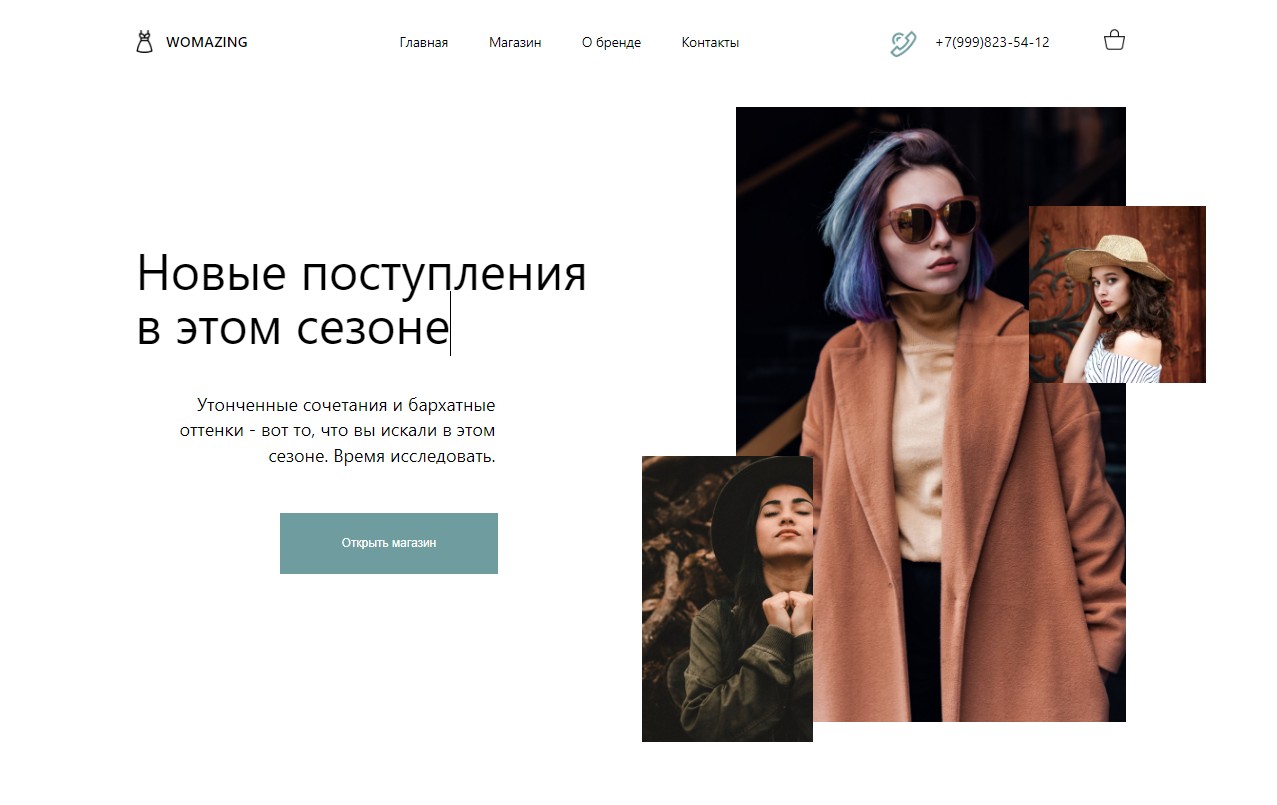 WOMAZING
Главная
Магазин
О бренде
Контакты
+7(999)823-54-12
Новые поступления
в этом сезоне
Утонченные сочетания и бархатные
оттенки - вот то, что вы искали в этом
сезоне. Время исследовать.
Открыть магазин